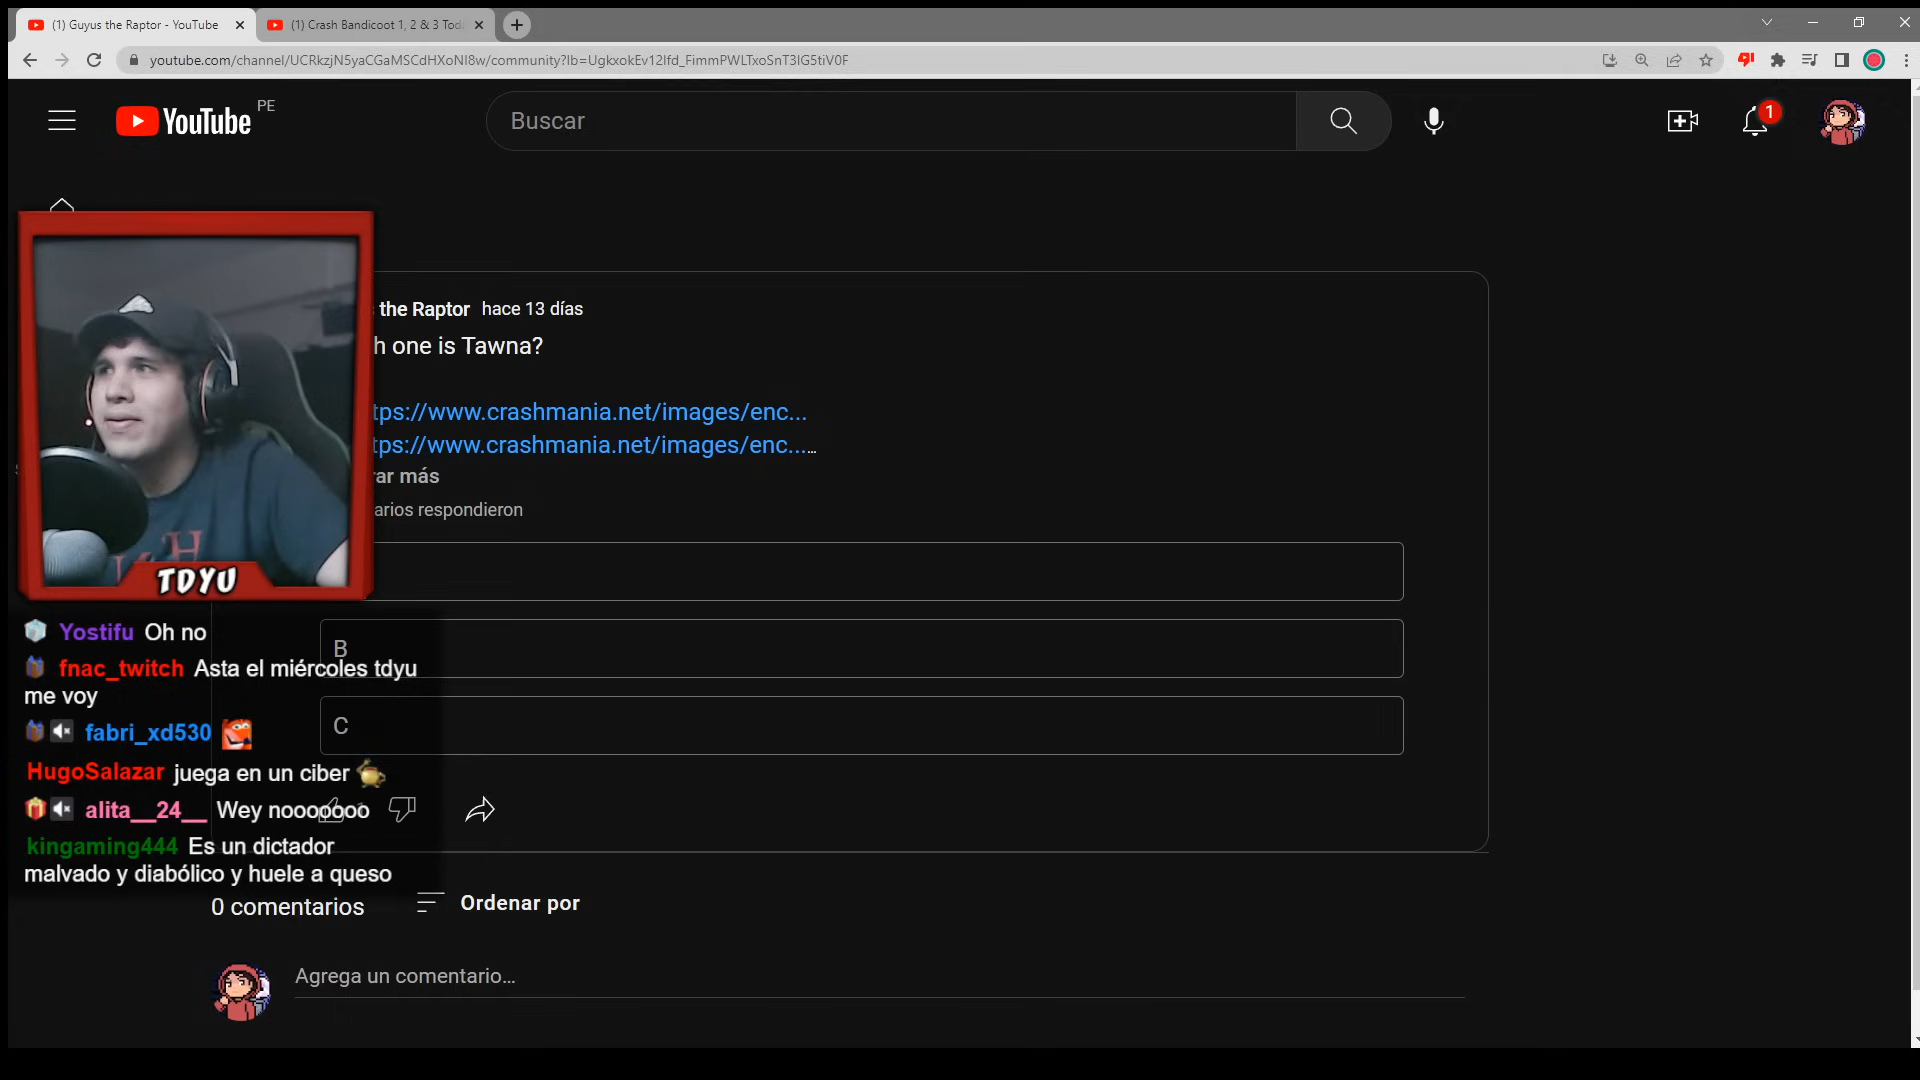 (1) Guyus the Raptor - YouTube
(1) Crash Bandicoot 1, 2 & 3 Toda
youtube.com/channel/UCRkzjN5yaCGaMSCdHXoNI8w/community?lb=UgkxokEv12Ifd_FimmPWLTxoSnT3IG5tiV0F
YouTube PE
Buscar
1
the Raptor hace 13 días
h one is Tawna?
tps://www.crashmania.net/images/enc...
tps://www.crashmania.net/images/enc...…
rar más
arios respondieron
B
C
TDYU
Yostifu Oh no
fnac_twitch Asta el miércoles tdyu
me voy
fabri_xd530
HugoSalazar juega en un ciber
alita__24__ Wey nooooooo
kingaming444 Es un dictador
malvado y diabólico y huele a queso
0 comentarios
Ordenar por
Agrega un comentario...